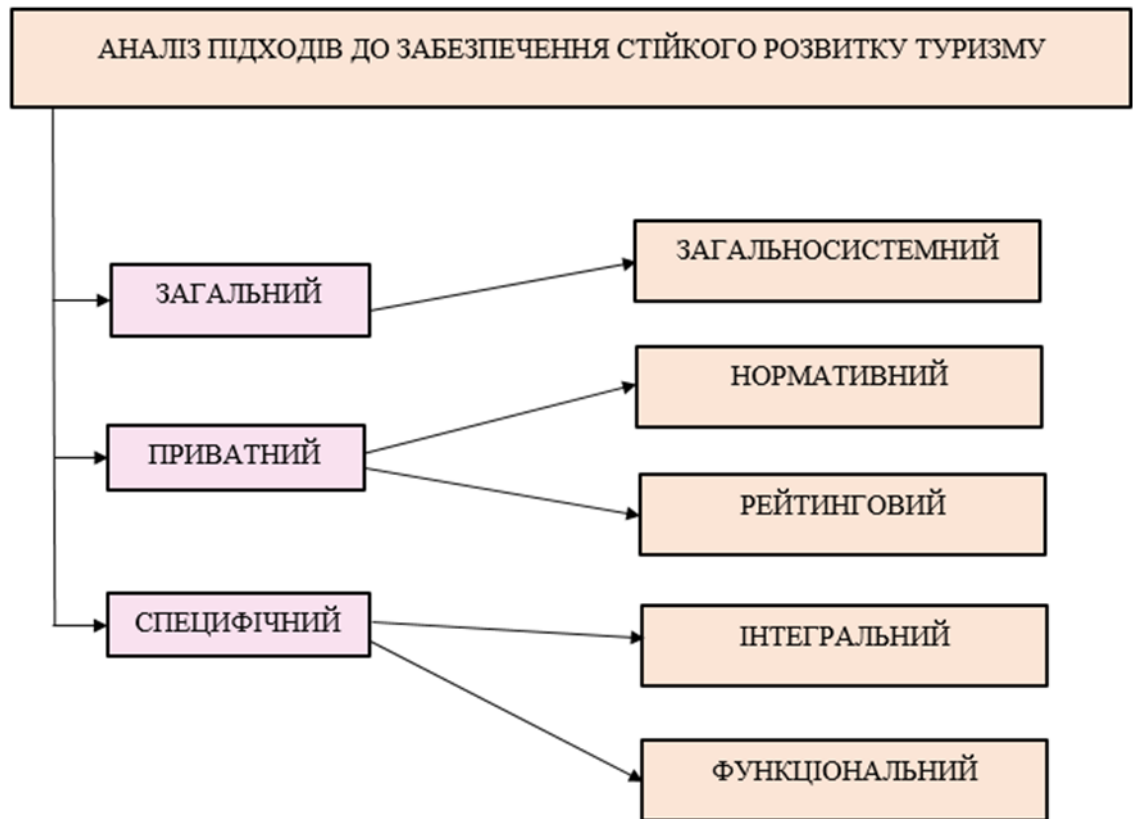 АНАЛІЗ ПІДХОДІВ ДО ЗАБЕЗПЕЧЕННЯ СТІЙКОГО РОЗВИТКУ ТУРИЗМУ
ЗАГАЛЬНИЙ
ЗАГАЛЬНОСИСТЕМНИЙ
ПРИВАТНИЙ
НОРМАТИВНИЙ
РЕЙТИНГОВИЙ
СПЕЦИФІЧНИЙ
ІНТЕГРАЛЬНИЙ
ФУНКЦІОНАЛЬНИЙ